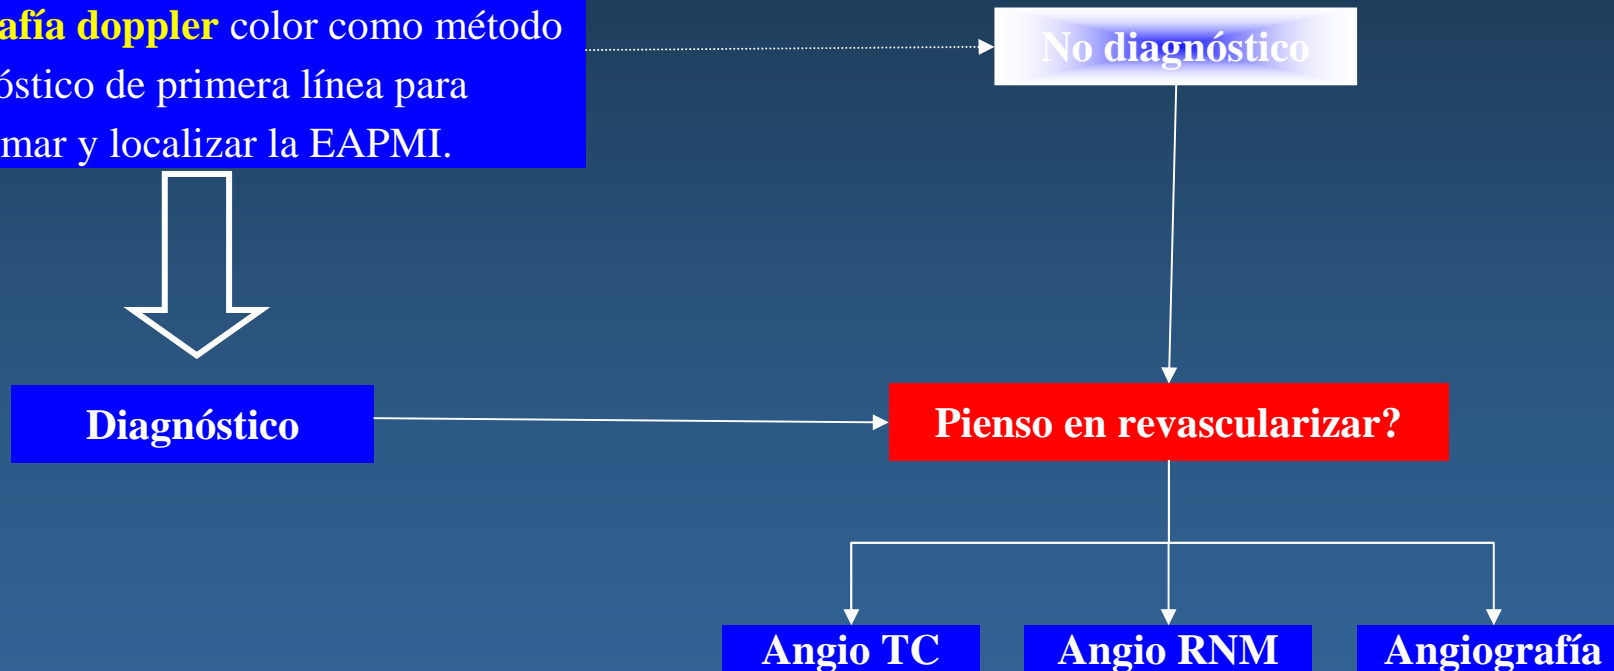 afía doppler color como método
óstico de primera línea para
mar y localizar la EAPMI.
No diagnóstico
Diagnóstico
Pienso en revascularizar?
Angio TC
Angio RNM
Angiografía